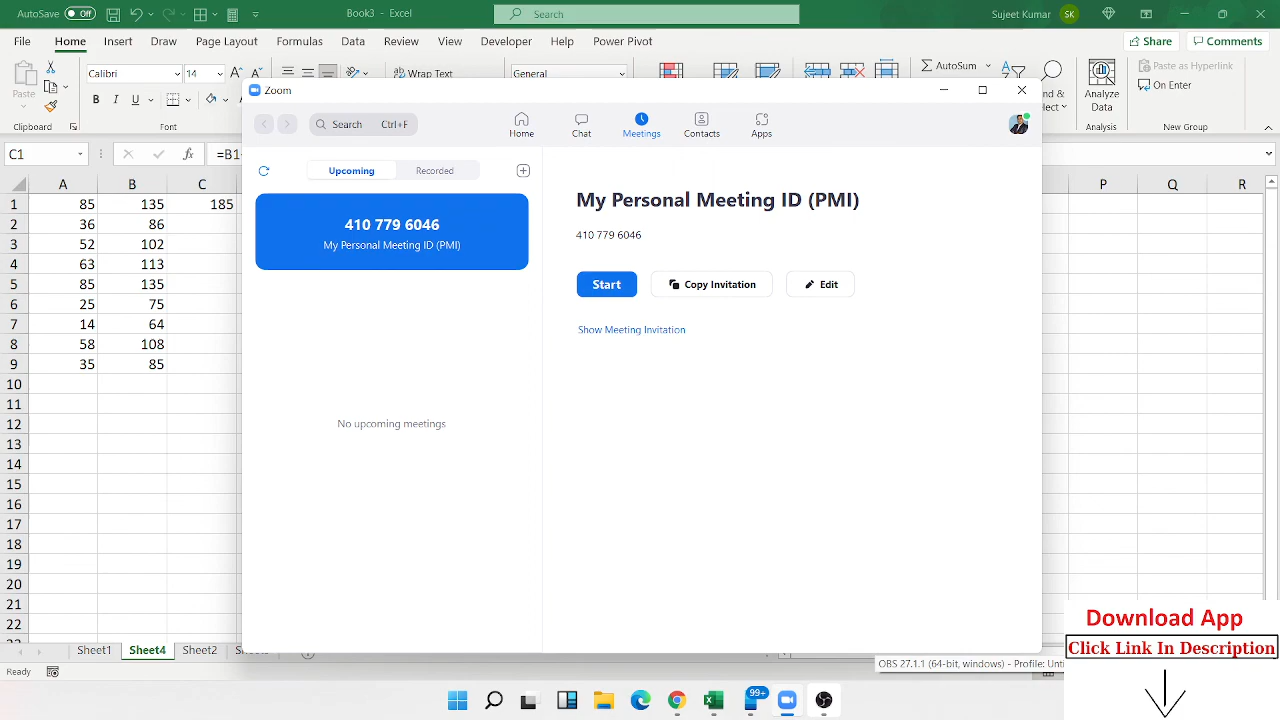 AutoSave Off Book3 - Excel Search Sujeet Kumar SK
File Home Insert Draw Page Layout Formulas Data Review View Developer Help Power Pivot Share Comments
Paste Calibri 14 A A Wrap Text General AutoSum Paste as Hyperlink
B I U On Enter
Analyze
Data
Clipboard Font Analysis New Group
Zoom
Search Ctrl+F Home Chat Meetings Contacts Apps
C1 fx =B1
Upcoming Recorded
A B C P Q R
1 85 135 185
2 36 86
3 52 102
4 63 113
5 85 135
6 25 75
7 14 64
8 58 108
9 35 85
10
11
12
13
14
15
16
17
18
19
20
21
22
410 779 6046
My Personal Meeting ID (PMI)
No upcoming meetings
My Personal Meeting ID (PMI)
410 779 6046
Start Copy Invitation Edit
Show Meeting Invitation
Sheet1 Sheet4 Sheet2
Ready
OBS 27.1.1 (64-bit, windows) - Profile: Unti
99+
Download App
Click Link In Description